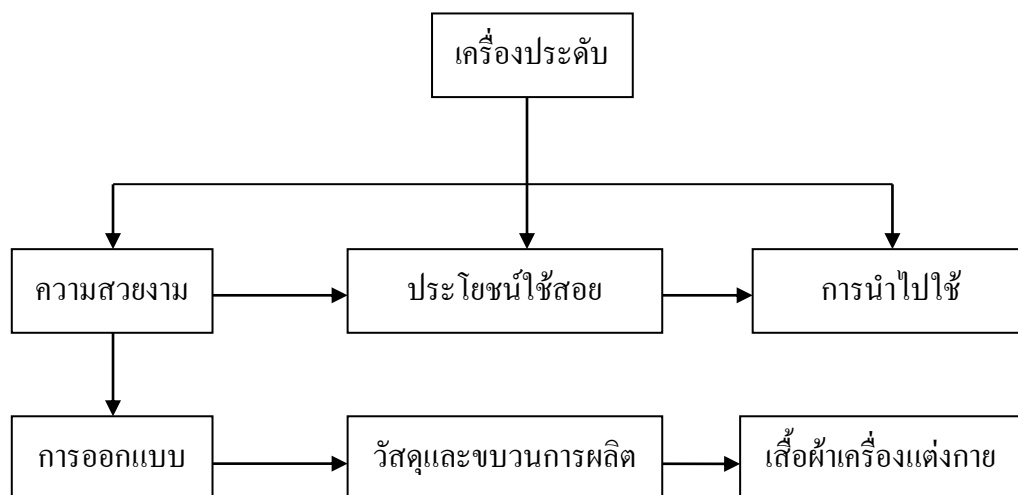 เครื่องประดับ
ความสวยงาม
ประโยชน์ใช้สอย
การนำไปใช้
การออกแบบ
วัสดุและขบวนการผลิต
เสื้อผ้าเครื่องแต่งกาย